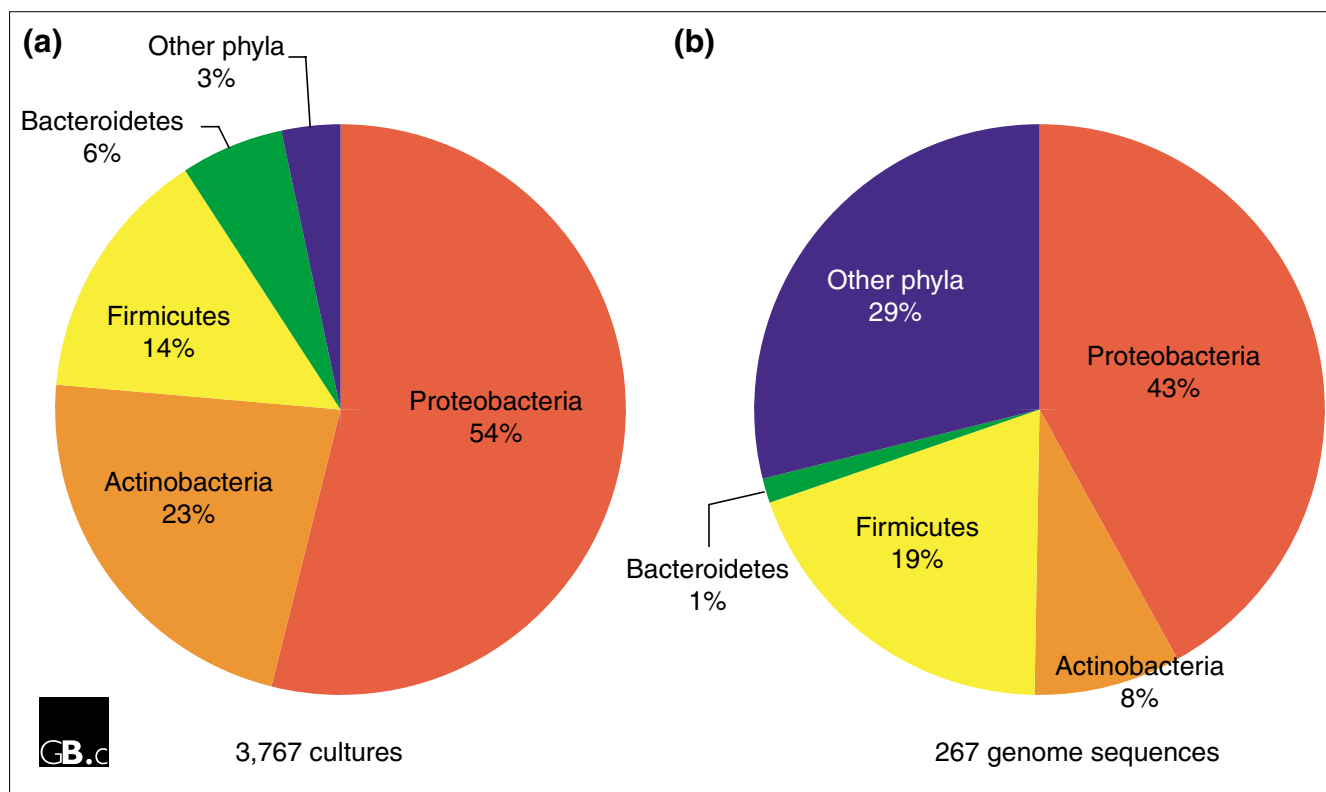 (a)
Other phyla
3%
Bacteroidetes
6%
Firmicutes
14%
Actinobacteria
23%
Proteobacteria
54%
3,767 cultures
GB.c
(b)
Other phyla
29%
Proteobacteria
43%
Bacteroidetes
1%
Firmicutes
19%
Actinobacteria
8%
267 genome sequences